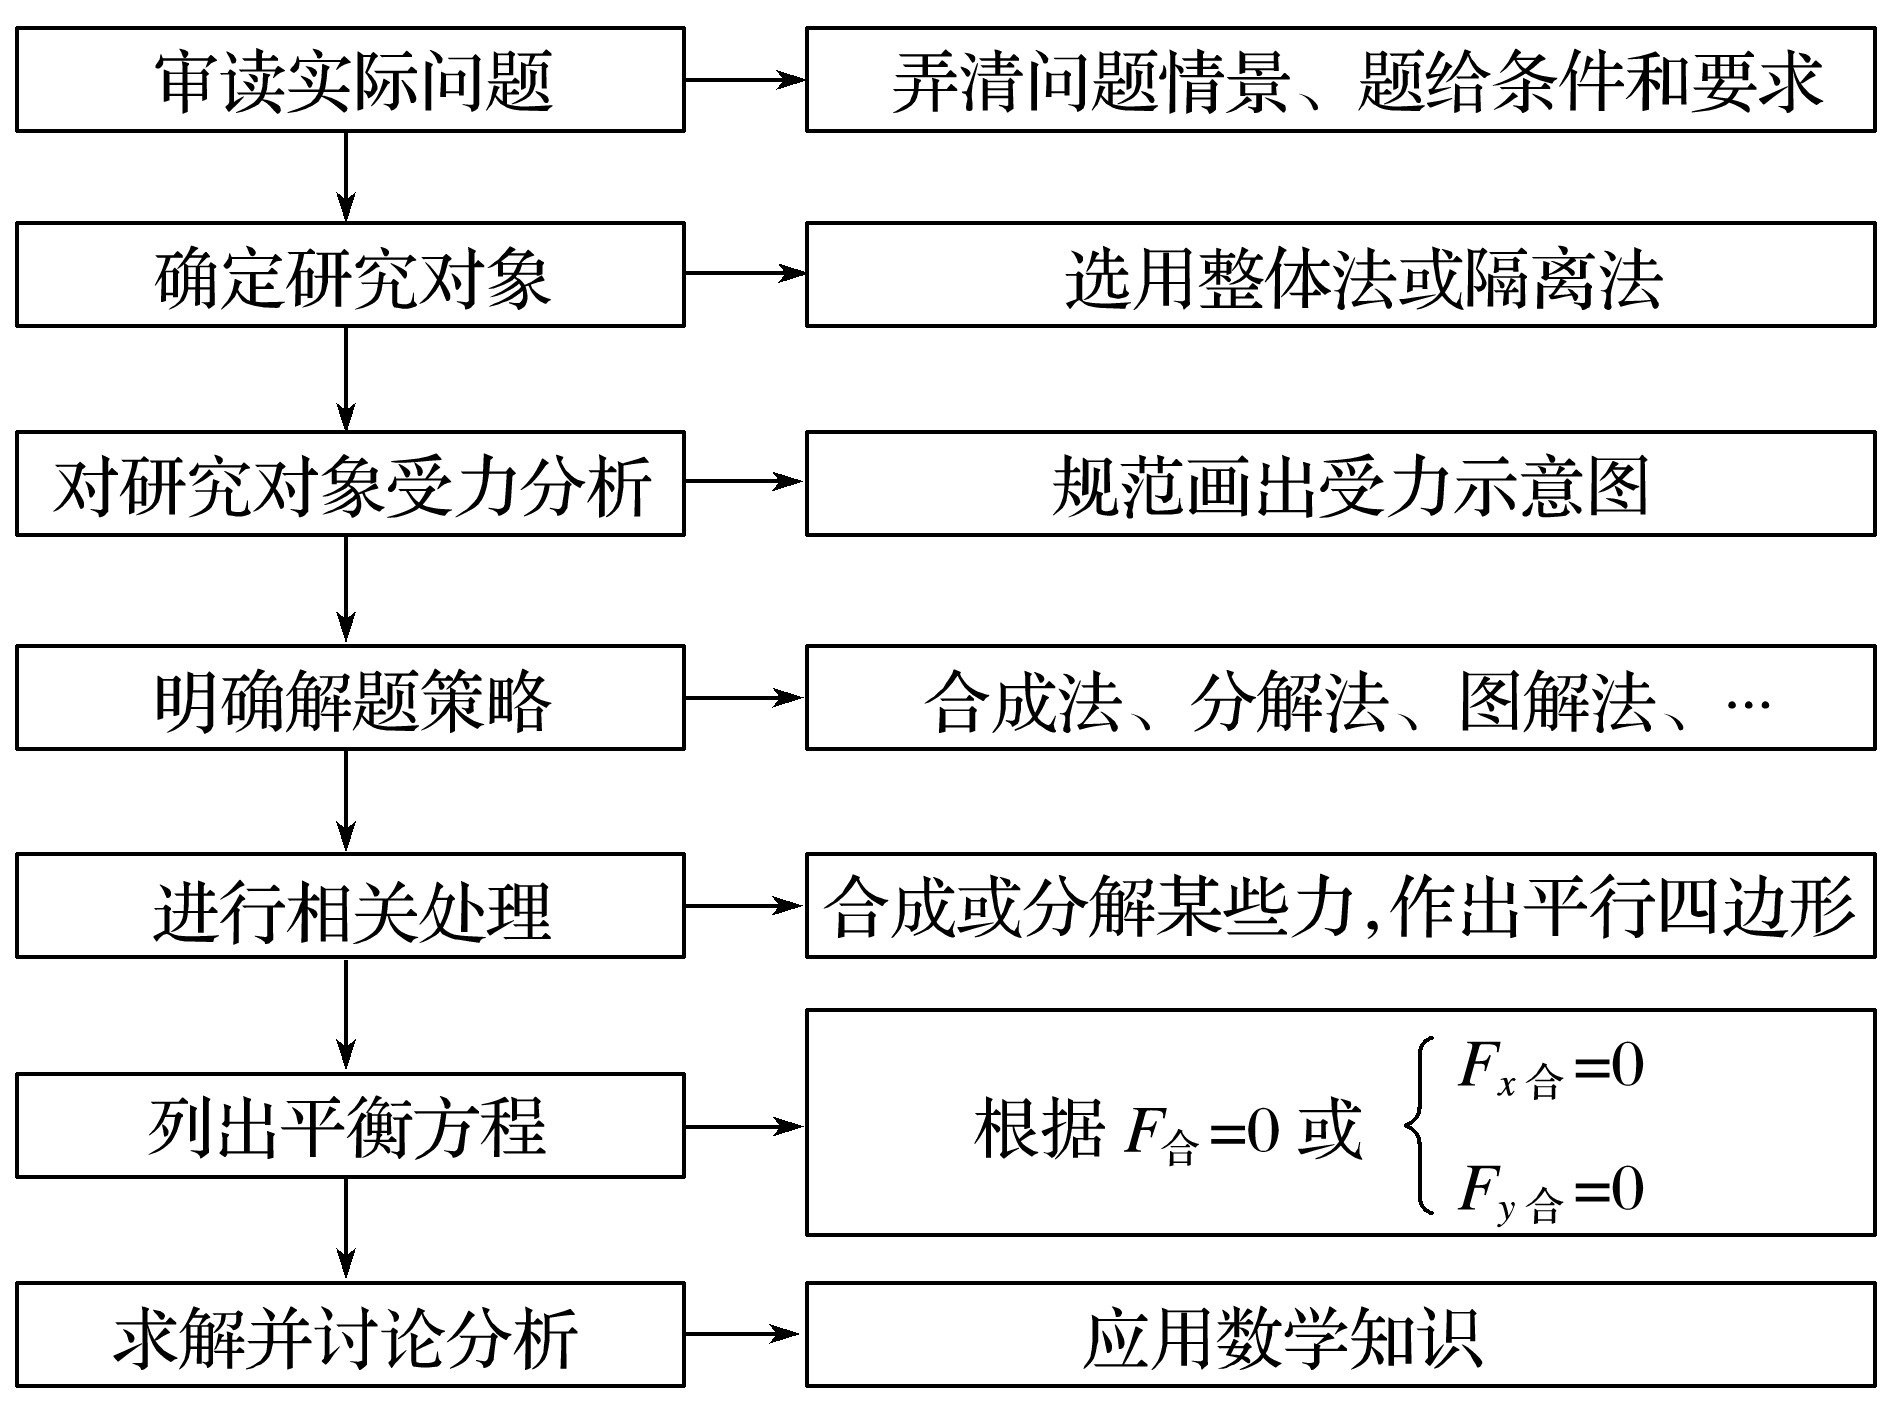 审读实际问题
弄清问题情景、题给条件和要求
确定研究对象
选用整体法或隔离法
对研究对象受力分析
规范画出受力示意图
明确解题策略
合成法、分解法、图解法、…
进行相关处理
合成或分解某些力,作出平行四边形
列出平衡方程
根据 F合=0 或
Fx合=0
Fy合=0
求解并讨论分析
应用数学知识